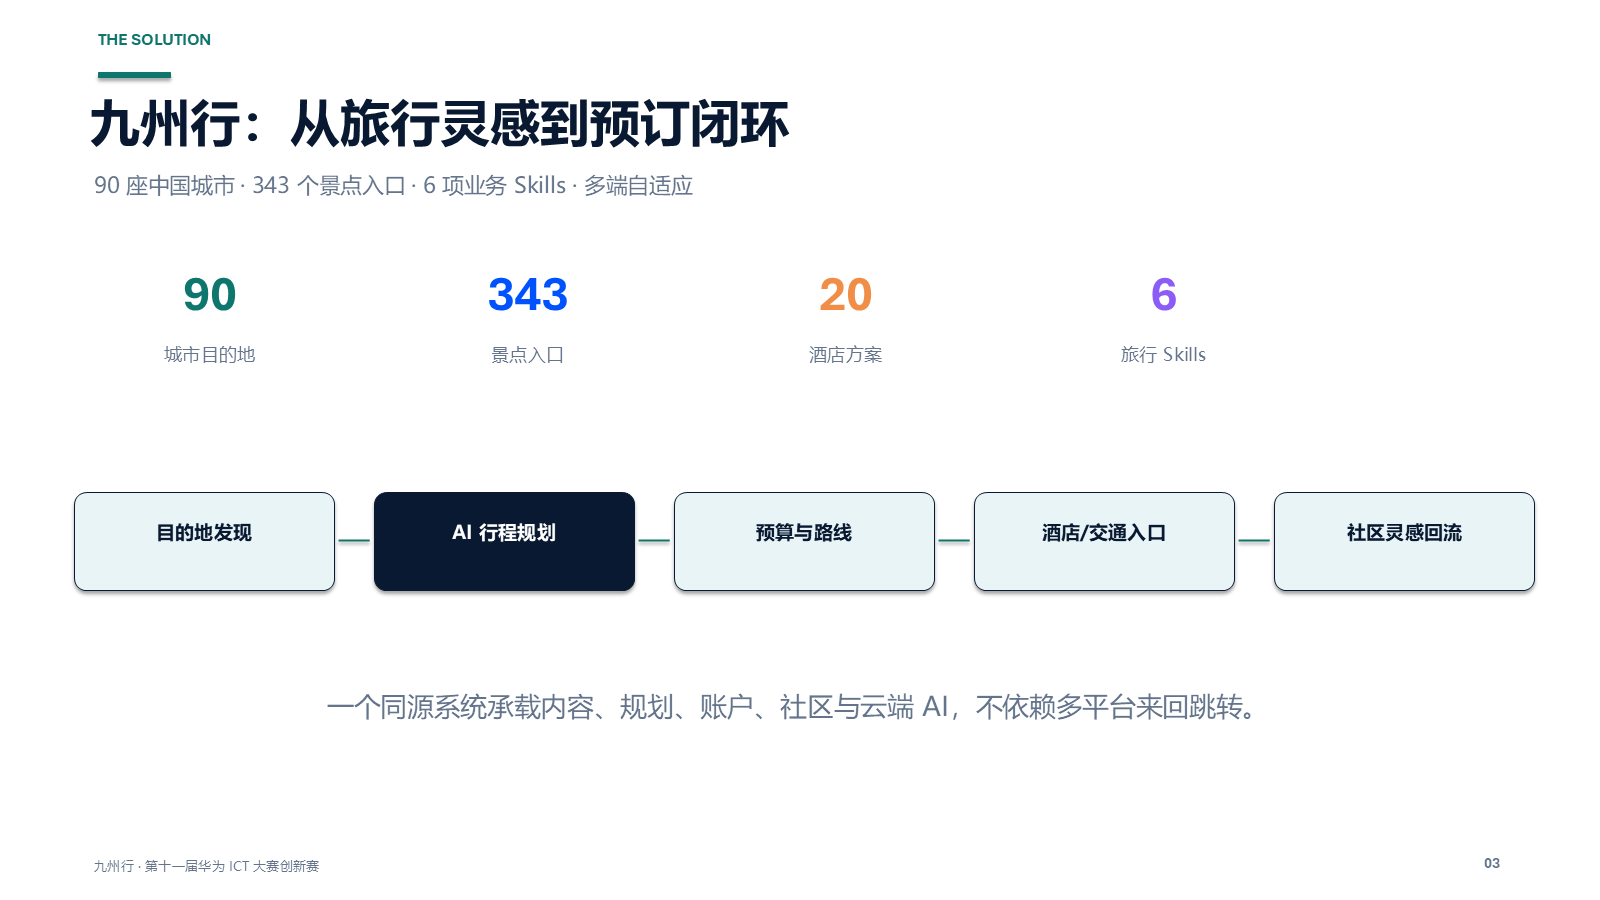 THE SOLUTION
九州行：从旅行灵感到预订闭环
90 座中国城市 · 343 个景点入口 · 6 项业务 Skills · 多端自适应
90
343
20
6
城市目的地
景点入口
酒店方案
旅行 Skills
目的地发现
AI 行程规划
预算与路线
酒店/交通入口
社区灵感回流
一个同源系统承载内容、规划、账户、社区与云端 AI，不依赖多平台来回跳转。
九州行 · 第十一届华为 ICT 大赛创新赛
03